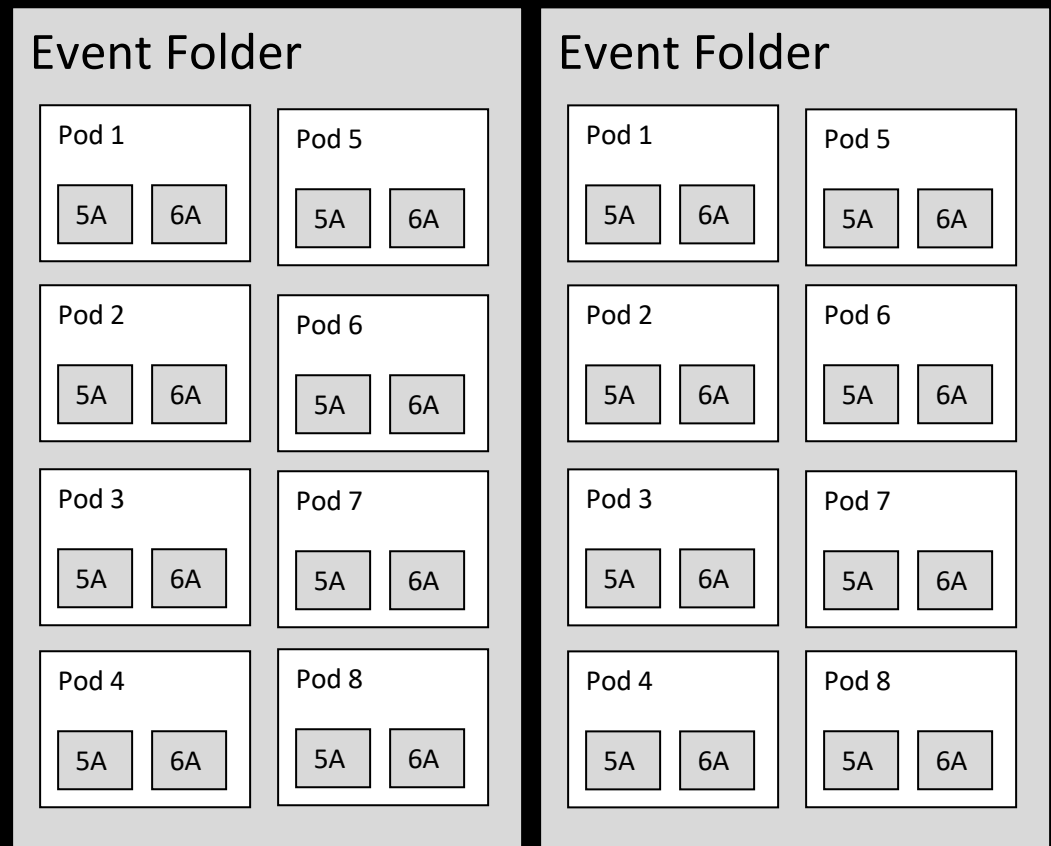 Event Folder
Pod 1
5A 6A
Pod 2
5A 6A
Pod 3
5A 6A
Pod 4
5A 6A
Pod 5
5A 6A
Pod 6
5A 6A
Pod 7
5A 6A
Pod 8
5A 6A
Event Folder
Pod 1
5A 6A
Pod 2
5A 6A
Pod 3
5A 6A
Pod 4
5A 6A
Pod 5
5A 6A
Pod 6
5A 6A
Pod 7
5A 6A
Pod 8
5A 6A